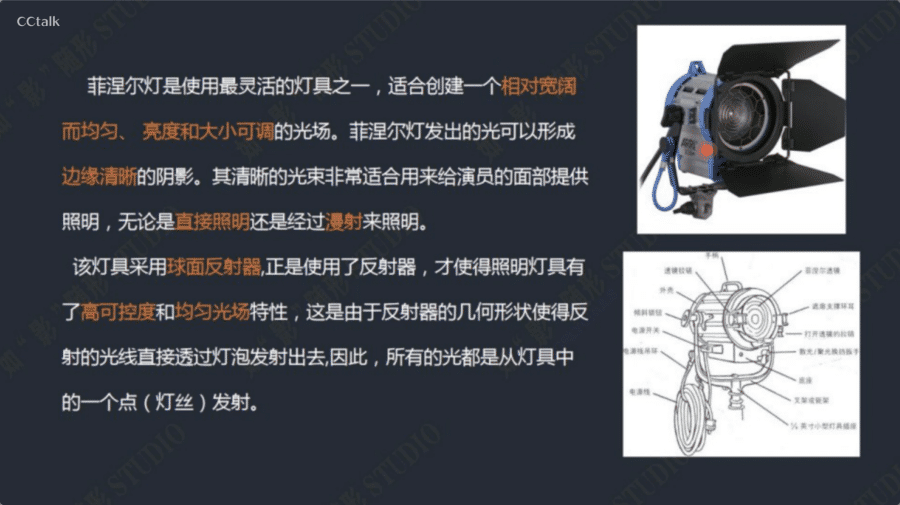 CCtalk
菲涅尔灯是使用最灵活的灯具之一，适合创建一个相对宽阔
而均匀、 亮度和大小可调的光场。菲涅尔灯发出的光可以形成
边缘清晰的阴影。其清晰的光束非常适合用来给演员的面部提供
照明，无论是直接照明还是经过漫射来照明。
该灯具采用球面反射器,正是使用了反射器，才使得照明灯具有
了高可控度和均匀光场特性，这是由于反射器的几何形状使得反
射的光线直接透过灯泡发射出去,因此，所有的光都是从灯具中
的一个点（灯丝）发射。
手柄
透镜铰链
菲涅尔透镜
外壳
遮扉支撑环耳
倾斜锁钮
电源开关
打开透镜的拉销
散光/聚光换挡扳手
电源线吊环
底座
电源线
支架或轭架